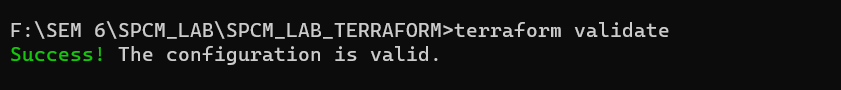 F:\SEM 6\SPCM_LAB\SPCM_LAB_TERRAFORM>terraform validate
Success! The configuration is valid.